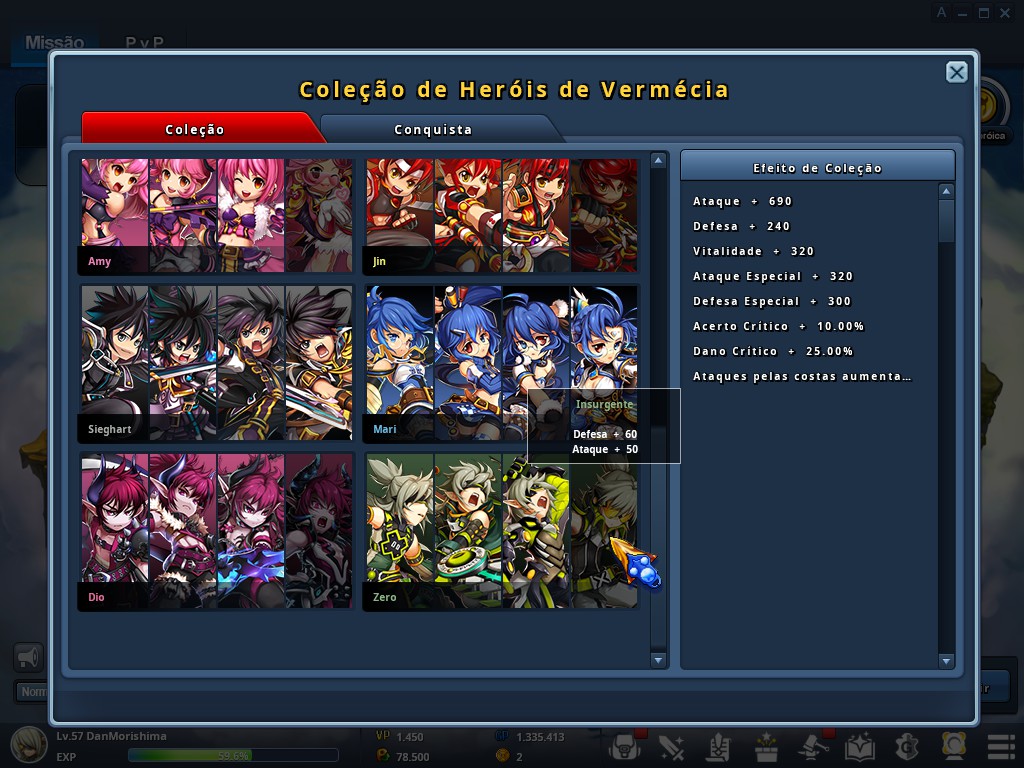 A
Missão PvP
Coleção de Heróis de Vermécia
Coleção Conquista
Efeito de Coleção
Ataque + 690
Defesa + 240
Vitalidade + 320
Ataque Especial + 320
Defesa Especial + 300
Acerto Crítico + 10.00%
Dano Crítico + 25.00%
Ataques pelas costas aumenta...
Amy Jin
Sieghart Mari
Insurgente
Defesa + 60
Ataque + 50
Dio Zero
Lv.57 DanMorishima
EXP 59.6%
VP 1.450 1.335.413
78.500 2